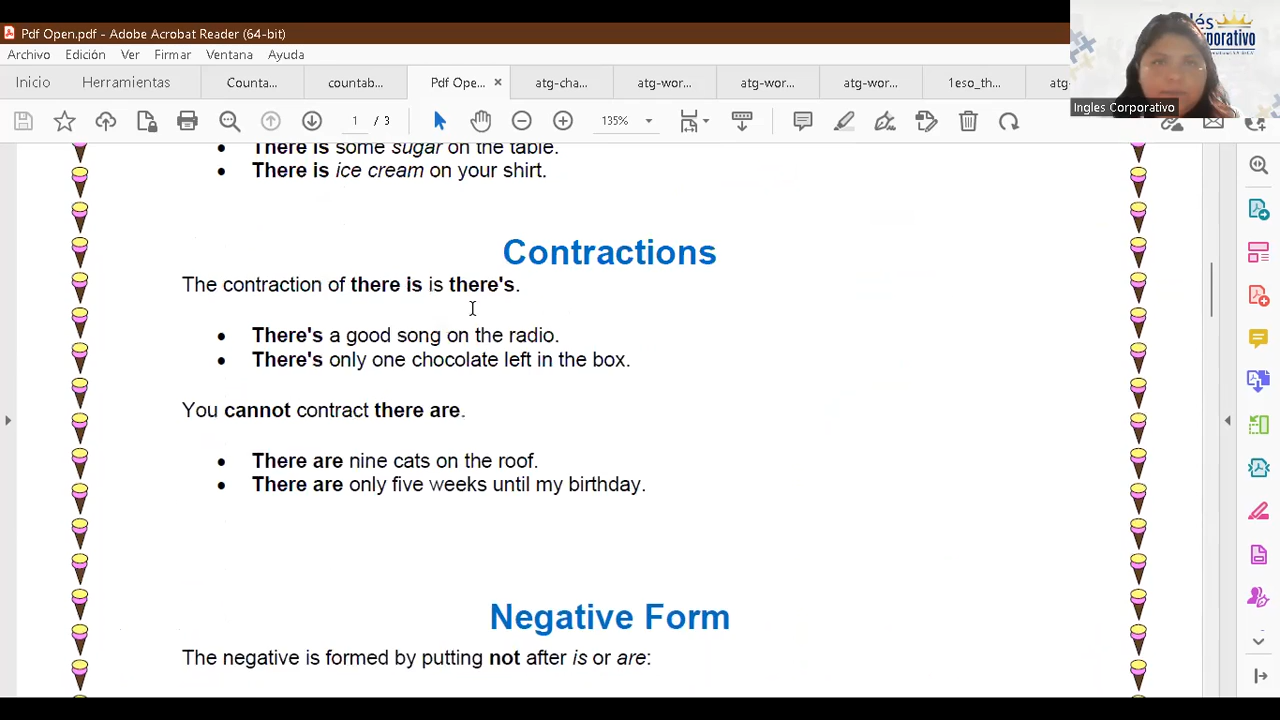 Pdf Open.pdf - Adobe Acrobat Reader (64-bit)
Archivo Edición Ver Firmar Ventana Ayuda
Inicio Herramientas Counta... countab... Pdf Ope... × atg-cha... atg-wor... atg-wor... atg-wor... 1eso_th... atg
1 / 3 135%
Inglés
Corporativo
Ingles Corporativo
There is some sugar on the table.
• There is ice cream on your shirt.
Contractions
The contraction of there is is there's.
• There's a good song on the radio.
• There's only one chocolate left in the box.
You cannot contract there are.
• There are nine cats on the roof.
• There are only five weeks until my birthday.
Negative Form
The negative is formed by putting not after is or are: